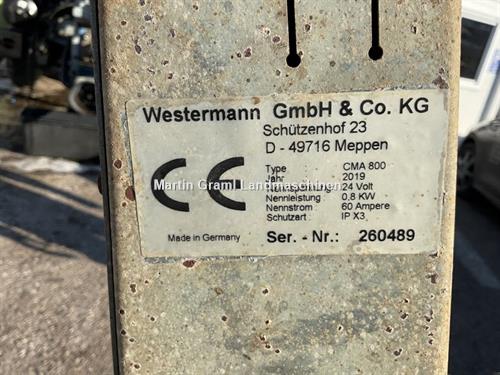 Westermann GmbH & Co. KG
Schützenhof 23
D - 49716 Meppen
CE
Type : CMA 800
Jahr : 2019
: 24 Volt
Nennleistung : 0,8 KW
Nennstrom : 60 Ampere
Schutzart : IP X3
Martin Graml Landmaschinen
Made in Germany
Ser. - Nr.: 260489